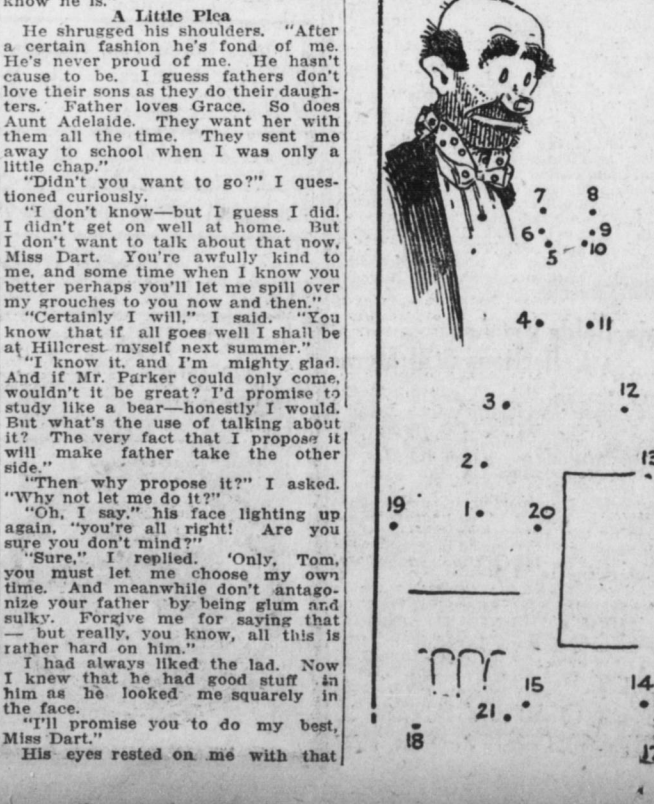 know he is.
A Little Plea
He shrugged his shoulders. "After
a certain fashion he's fond of me.
He's never proud of me. He hasn't
cause to be. I guess fathers don't
love their sons as they do their daugh-
ters. Father loves Grace. So does
Aunt Adelaide. They want her with
them all the time. They sent me
away to school when I was only a
little chap."
"Didn't you want to go?" I ques-
tioned curiously.
"I don't know—but I guess I did.
I didn't get on well at home. But
I don't want to talk about that now,
Miss Dart. You're awfully kind to
me, and some time when I know you
better perhaps you'll let me spill over
my grouches to you now and then."
"Certainly I will," I said. "You
know that if all goes well I shall be
at Hillcrest myself next summer."
"I know it, and I'm mighty glad.
And if Mr. Parker could only come,
wouldn't it be great? I'd promise to
study like a bear—honestly I would.
But what's the use of talking about
it? The very fact that I propose it
will make father take the other
side."
"Then why propose it?" I asked.
"Why not let me do it?"
"Oh, I say," his face lighting up
again, "you're all right! Are you
sure you don't mind?"
"Sure," I replied. 'Only, Tom,
you must let me choose my own
time. And meanwhile don't antago-
nize your father by being glum and
sulky. Forgive me for saying that
— but really, you know, all this is
rather hard on him."
I had always liked the lad. Now
I knew that he had good stuff in
him as he looked me squarely in
the face.
"I'll promise you to do my best,
Miss Dart."
His eyes rested on me with that
7 8
6 9
5 10
4 11
3 12
2 13
19 1 20
15 14
21
18